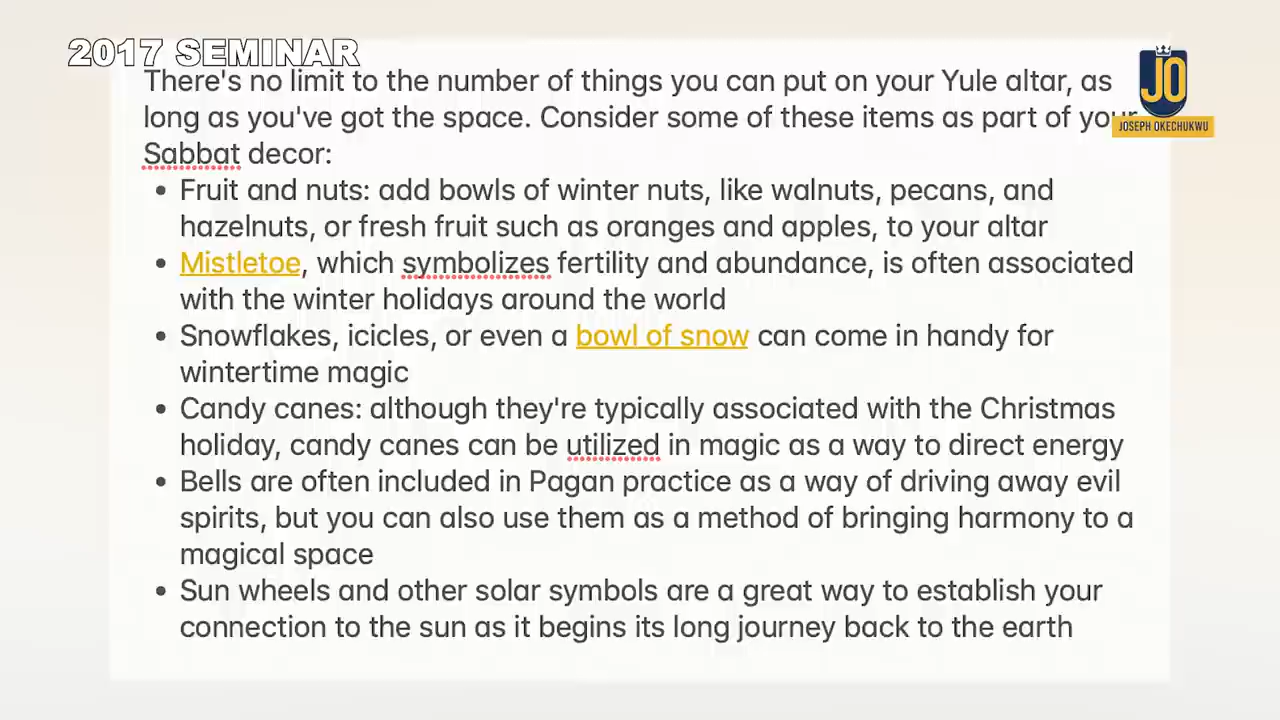 2017 SEMINAR
There's no limit to the number of things you can put on your Yule altar, as
long as you've got the space. Consider some of these items as part of your
Sabbat decor:
• Fruit and nuts: add bowls of winter nuts, like walnuts, pecans, and
hazelnuts, or fresh fruit such as oranges and apples, to your altar
• Mistletoe, which symbolizes fertility and abundance, is often associated
with the winter holidays around the world
• Snowflakes, icicles, or even a bowl of snow can come in handy for
wintertime magic
• Candy canes: although they're typically associated with the Christmas
holiday, candy canes can be utilized in magic as a way to direct energy
• Bells are often included in Pagan practice as a way of driving away evil
spirits, but you can also use them as a method of bringing harmony to a
magical space
• Sun wheels and other solar symbols are a great way to establish your
connection to the sun as it begins its long journey back to the earth
JO
JOSEPH OKECHUKWU